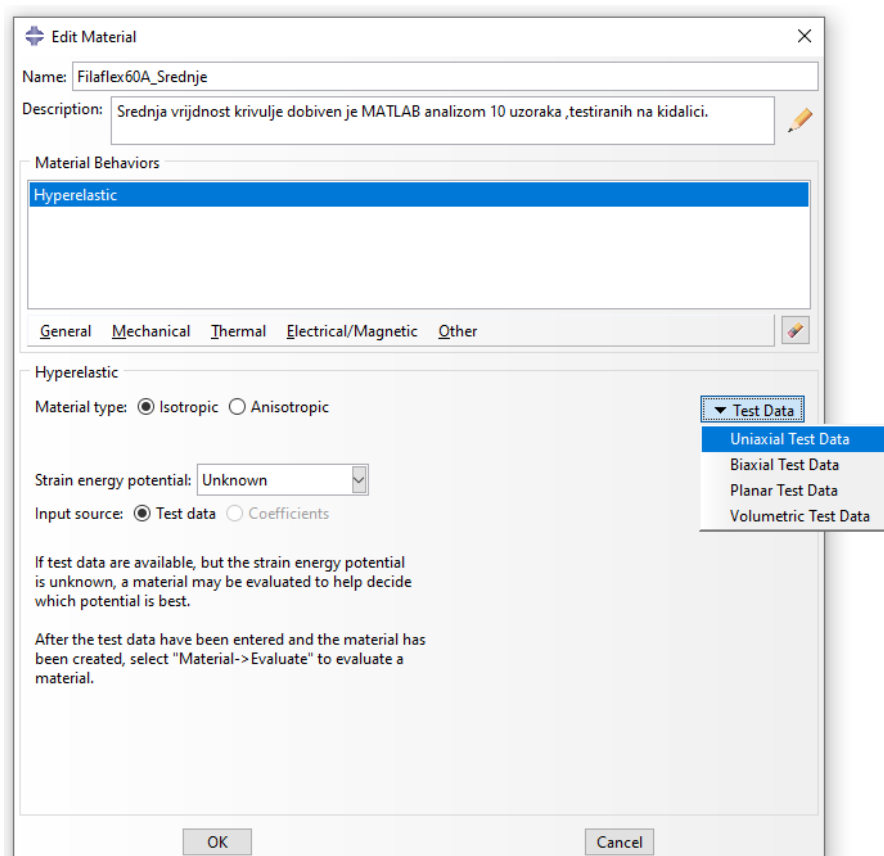 Edit Material
Name: Filaflex60A_Srednje
Description: Srednja vrijdnost krivulje dobiven je MATLAB analizom 10 uzoraka ,testiranih na kidalici.
Material Behaviors
Hyperelastic
General Mechanical Thermal Electrical/Magnetic Other
Hyperelastic
Material type: Isotropic Anisotropic
Test Data
Uniaxial Test Data
Biaxial Test Data
Planar Test Data
Volumetric Test Data
Strain energy potential: Unknown
Input source: Test data Coefficients
If test data are available, but the strain energy potential
is unknown, a material may be evaluated to help decide
which potential is best.
After the test data have been entered and the material has
been created, select "Material->Evaluate" to evaluate a
material.
OK Cancel